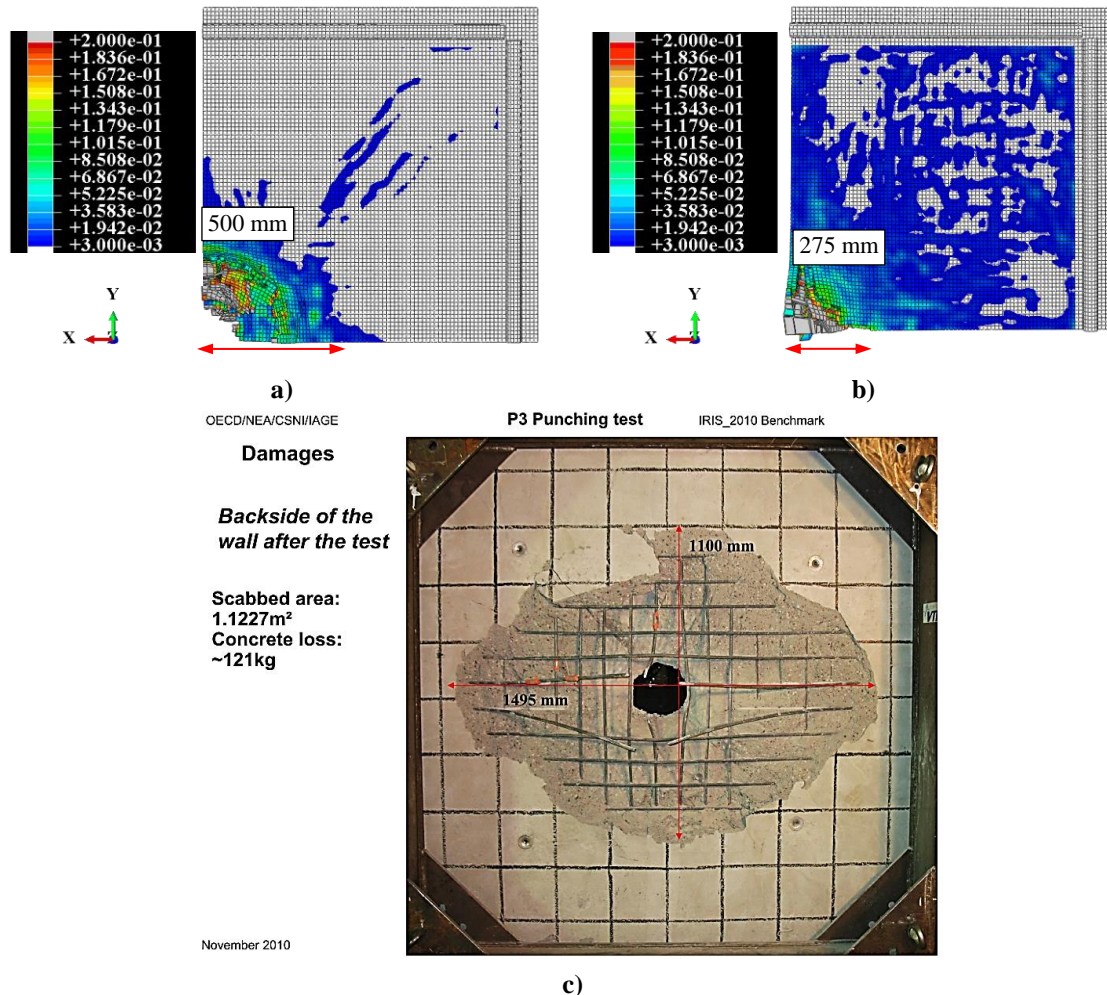 +2.000e-01
+1.836e-01
+1.672e-01
+1.508e-01
+1.343e-01
+1.179e-01
+1.015e-01
+8.508e-02
+6.867e-02
+5.225e-02
+3.583e-02
+1.942e-02
+3.000e-03
500 mm
Y
X
Z
a)
+2.000e-01
+1.836e-01
+1.672e-01
+1.508e-01
+1.343e-01
+1.179e-01
+1.015e-01
+8.508e-02
+6.867e-02
+5.225e-02
+3.583e-02
+1.942e-02
+3.000e-03
275 mm
Y
X
Z
b)
OECD/NEA/CSNI/IAGE
P3 Punching test
IRIS_2010 Benchmark
Damages
Backside of the
wall after the test
Scabbed area:
1.1227m²
Concrete loss:
~121kg
1100 mm
1495 mm
November 2010
c)